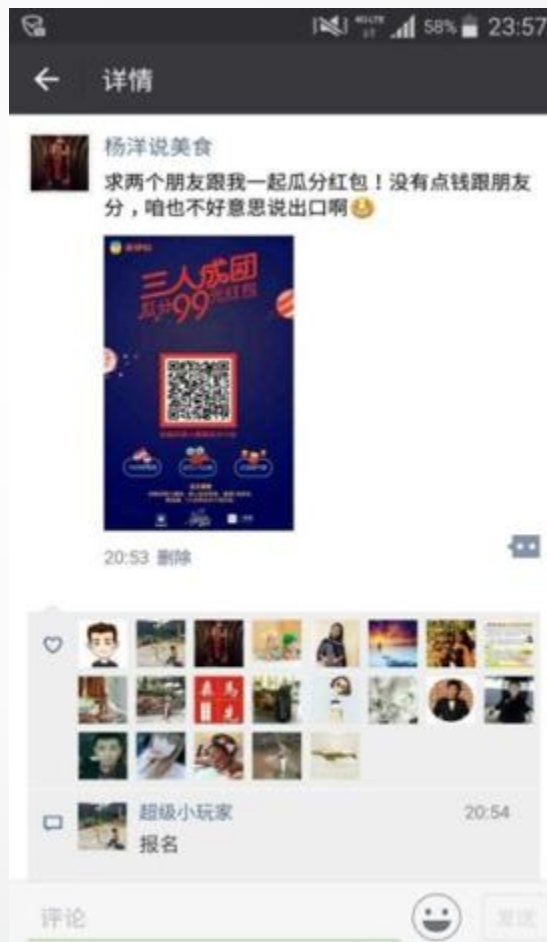 58% 23:57
详情
杨洋说美食
求两个朋友跟我一起瓜分红包！没有点钱跟朋友
分，咱也不好意思说出口啊
三人成团
瓜分99元红包
20:53 删除
超级小玩家 20:54
报名
评论
发送